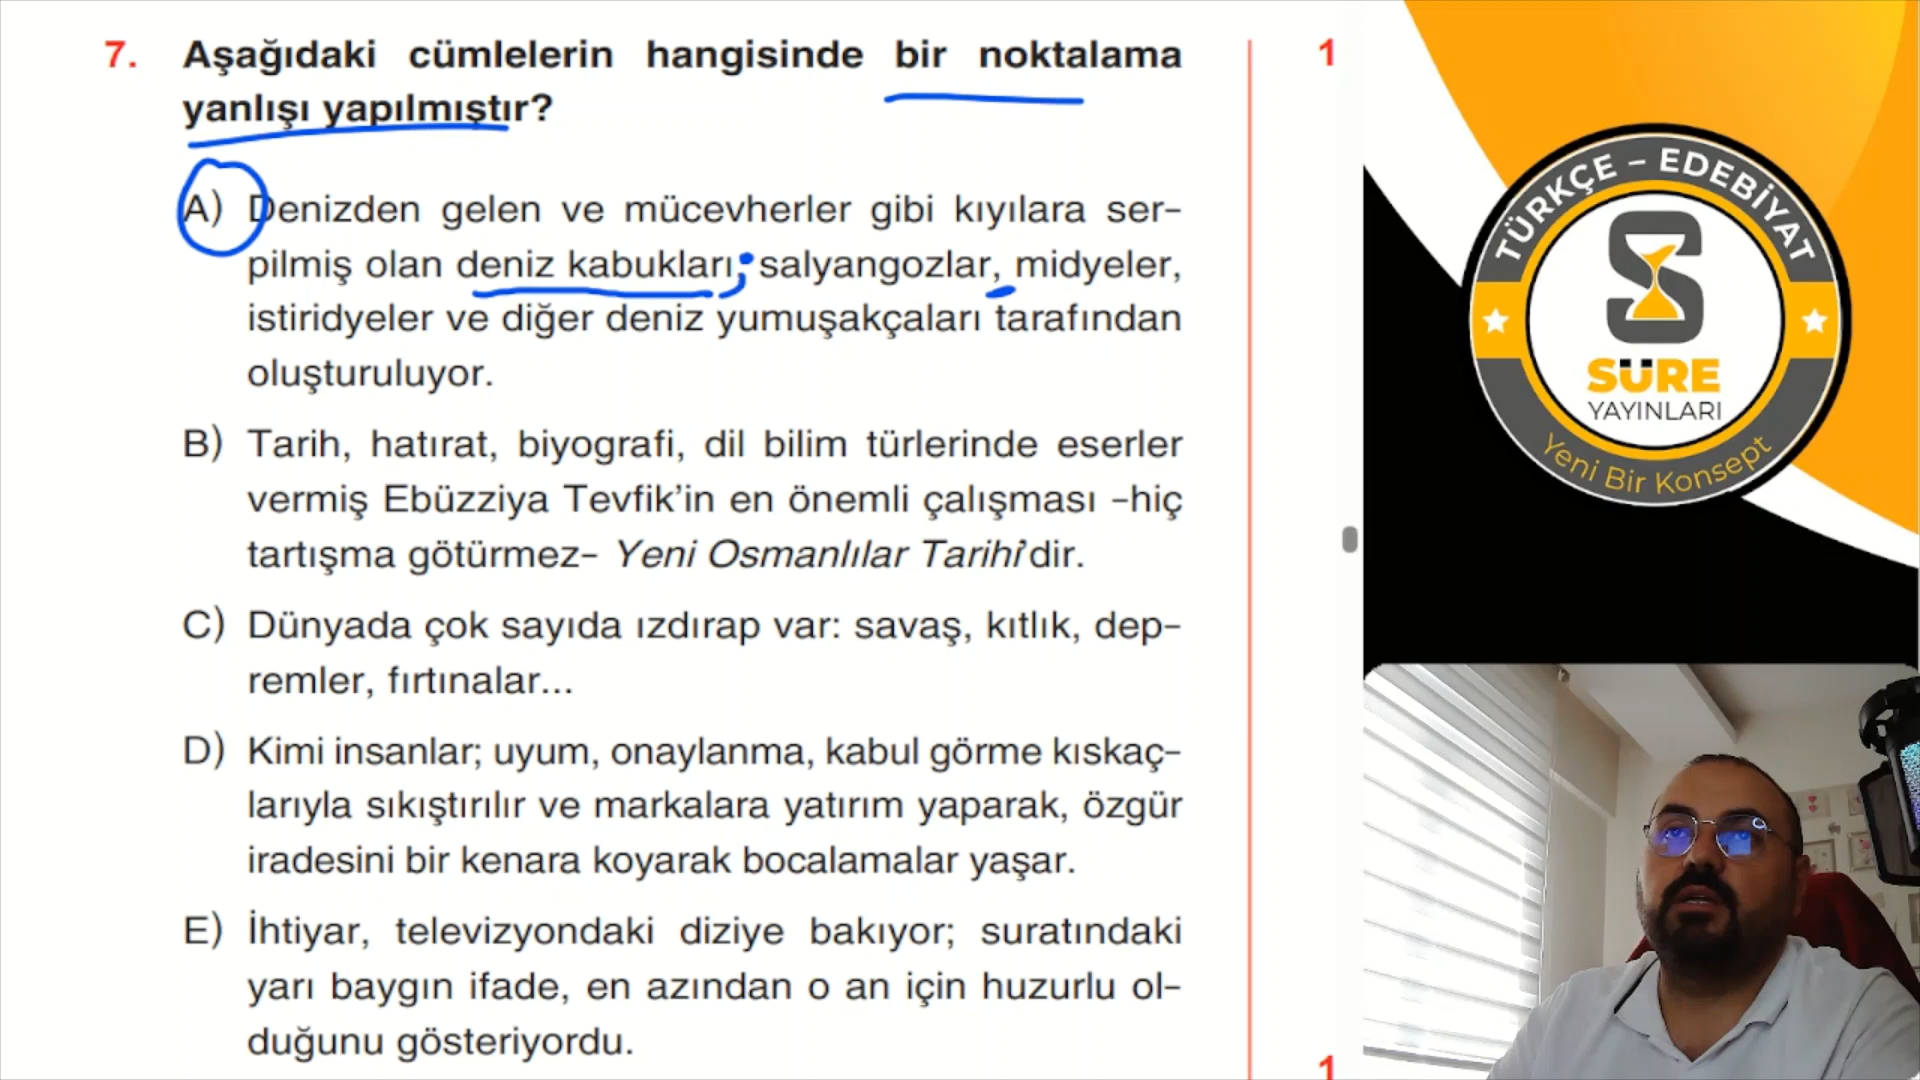 7. Aşağıdaki cümlelerin hangisinde bir noktalama
yanlışı yapılmıştır?
A) Denizden gelen ve mücevherler gibi kıyılara ser-
pilmiş olan deniz kabukları; salyangozlar, midyeler,
istiridyeler ve diğer deniz yumuşakçaları tarafından
oluşturuluyor.
B) Tarih, hatırat, biyografi, dil bilim türlerinde eserler
vermiş Ebüzziya Tevfik’in en önemli çalışması –hiç
tartışma götürmez– Yeni Osmanlılar Tarihi’dir.
C) Dünyada çok sayıda ızdırap var: savaş, kıtlık, dep-
remler, fırtınalar...
D) Kimi insanlar; uyum, onaylanma, kabul görme kıskaç-
larıyla sıkıştırılır ve markalara yatırım yaparak, özgür
iradesini bir kenara koyarak bocalamalar yaşar.
E) İhtiyar, televizyondaki diziye bakıyor; suratındaki
yarı baygın ifade, en azından o an için huzurlu ol-
duğunu gösteriyordu.
1
1
TÜRKÇE – EDEBİYAT
S
SÜRE
YAYINLARI
Yeni Bir Konsept